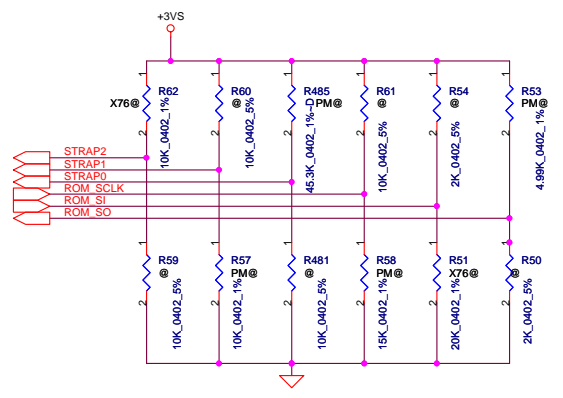 +3VS
1 1 1 1 1 1
R62 R60 R485 R61 R54 R53
X76@ @ PM@ @ @ PM@
10K_0402_1% 10K_0402_5% 45.3K_0402_1%~D 10K_0402_5% 2K_0402_5% 4.99K_0402_1%
2 2 2 2 2 2
STRAP2
STRAP1
STRAP0
ROM_SCLK
ROM_SI
ROM_SO
1 1 1 1 1 1
R59 R57 R481 R58 R51 R50
@ PM@ @ PM@ X76@ @
10K_0402_5% 10K_0402_1% 10K_0402_5% 15K_0402_1% 20K_0402_1% 2K_0402_5%
2 2 2 2 2 2